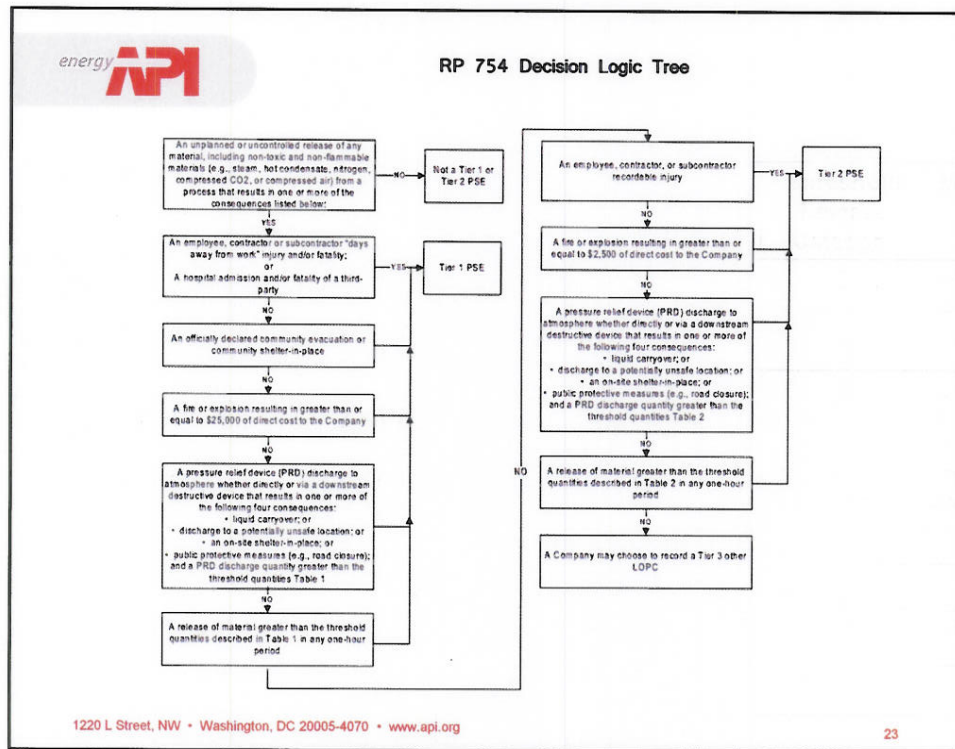 energy API
RP 754 Decision Logic Tree
An unplanned or uncontrolled release of any
material, including non-toxic and non-flammable
materials (e.g., steam, hot condensate, nitrogen,
compressed CO2, or compressed air) from a
process that results in one or more of the
consequences listed below:
NO
Not a Tier 1 or
Tier 2 PSE
YES
An employee, contractor or subcontractor "days
away from work" injury and/or fatality;
or
A hospital admission and/or fatality of a third-
party
YES
Tier 1 PSE
NO
An officially declared community evacuation or
community shelter-in-place
NO
A fire or explosion resulting in greater than or
equal to $25,000 of direct cost to the Company
NO
A pressure relief device (PRD) discharge to
atmosphere whether directly or via a downstream
destructive device that results in one or more of
the following four consequences:
• liquid carryover; or
• discharge to a potentially unsafe location; or
• an on-site shelter-in-place; or
• public protective measures (e.g., road closure);
and a PRD discharge quantity greater than the
threshold quantities Table 1
NO
A release of material greater than the threshold
quantities described in Table 1 in any one-hour
period
NO
An employee, contractor, or subcontractor
recordable injury
YES
Tier 2 PSE
NO
A fire or explosion resulting in greater than or
equal to $2,500 of direct cost to the Company
NO
A pressure relief device (PRD) discharge to
atmosphere whether directly or via a downstream
destructive device that results in one or more of
the following four consequences:
• liquid carryover; or
• discharge to a potentially unsafe location; or
• an on-site shelter-in-place; or
• public protective measures (e.g., road closure);
and a PRD discharge quantity greater than the
threshold quantities Table 2
NO
A release of material greater than the threshold
quantities described in Table 2 in any one-hour
period
NO
A Company may choose to record a Tier 3 other
LOPC
1220 L Street, NW • Washington, DC 20005-4070 • www.api.org
23